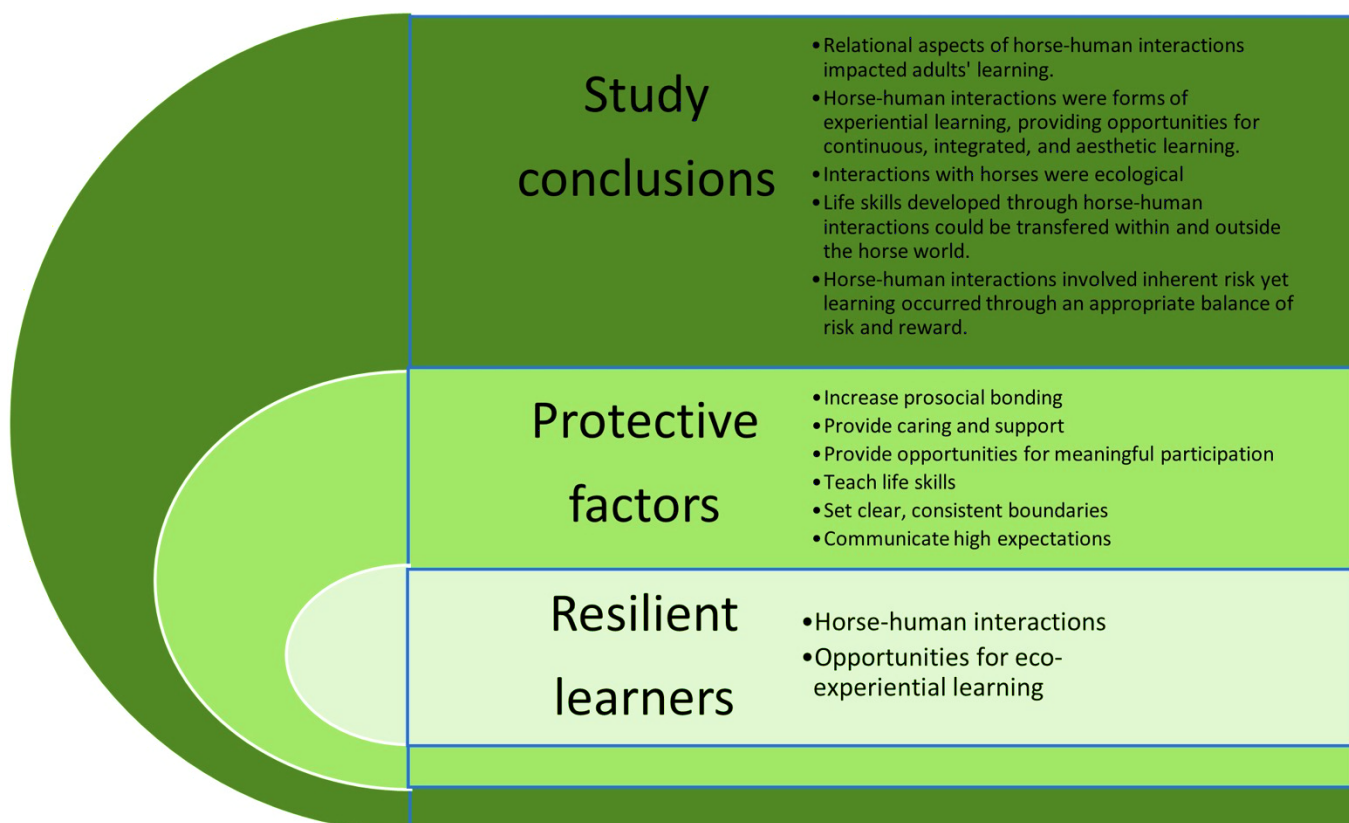 Study
conclusions
•Relational aspects of horse-human interactions
impacted adults' learning.
•Horse-human interactions were forms of
experiential learning, providing opportunities for
continuous, integrated, and aesthetic learning.
•Interactions with horses were ecological
•Life skills developed through horse-human
interactions could be transfered within and outside
the horse world.
•Horse-human interactions involved inherent risk yet
learning occurred through an appropriate balance of
risk and reward.
Protective
factors
•Increase prosocial bonding
•Provide caring and support
•Provide opportunities for meaningful participation
•Teach life skills
•Set clear, consistent boundaries
•Communicate high expectations
Resilient
learners
•Horse-human interactions
•Opportunities for eco-
experiential learning